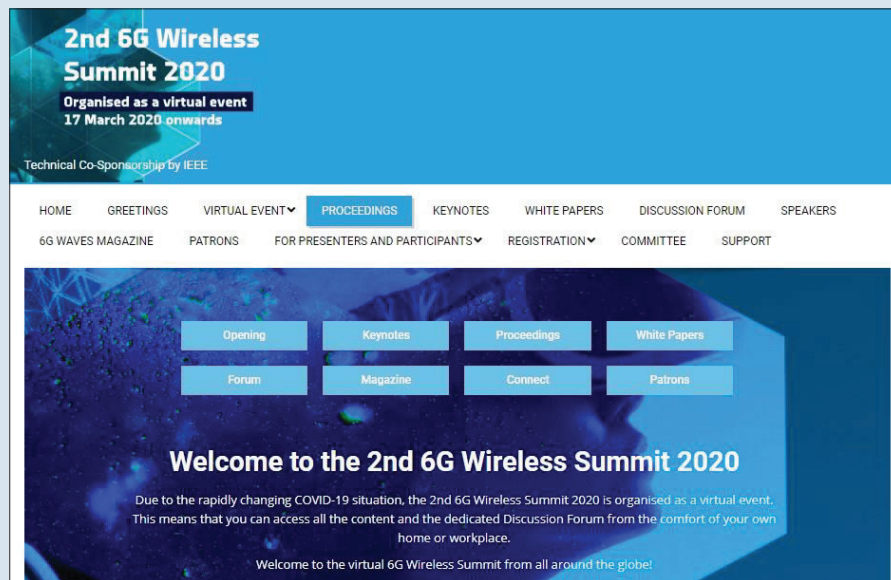 2nd 6G Wireless
Summit 2020
Organised as a virtual event
17 March 2020 onwards
Technical Co-Sponsorship by IEEE
HOME GREETINGS VIRTUAL EVENT PROCEEDINGS KEYNOTES WHITE PAPERS DISCUSSION FORUM SPEAKERS
6G WAVES MAGAZINE PATRONS FOR PRESENTERS AND PARTICIPANTS REGISTRATION COMMITTEE SUPPORT
Opening Keynotes Proceedings White Papers
Forum Magazine Connect Patrons
Welcome to the 2nd 6G Wireless Summit 2020
Due to the rapidly changing COVID-19 situation, the 2nd 6G Wireless Summit 2020 is organised as a virtual event.
This means that you can access all the content and the dedicated Discussion Forum from the comfort of your own
home or workplace.
Welcome to the virtual 6G Wireless Summit from all around the globe!